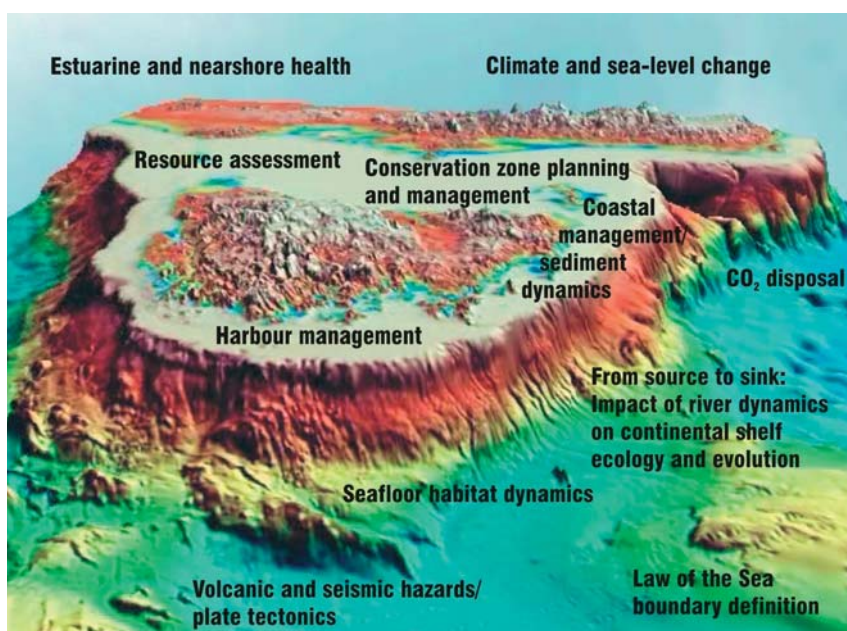 Estuarine and nearshore health
Climate and sea-level change
Resource assessment
Conservation zone planning
and management
Coastal
management/
sediment
dynamics
CO₂ disposal
Harbour management
From source to sink:
Impact of river dynamics
on continental shelf
ecology and evolution
Seafloor habitat dynamics
Volcanic and seismic hazards/
plate tectonics
Law of the Sea
boundary definition